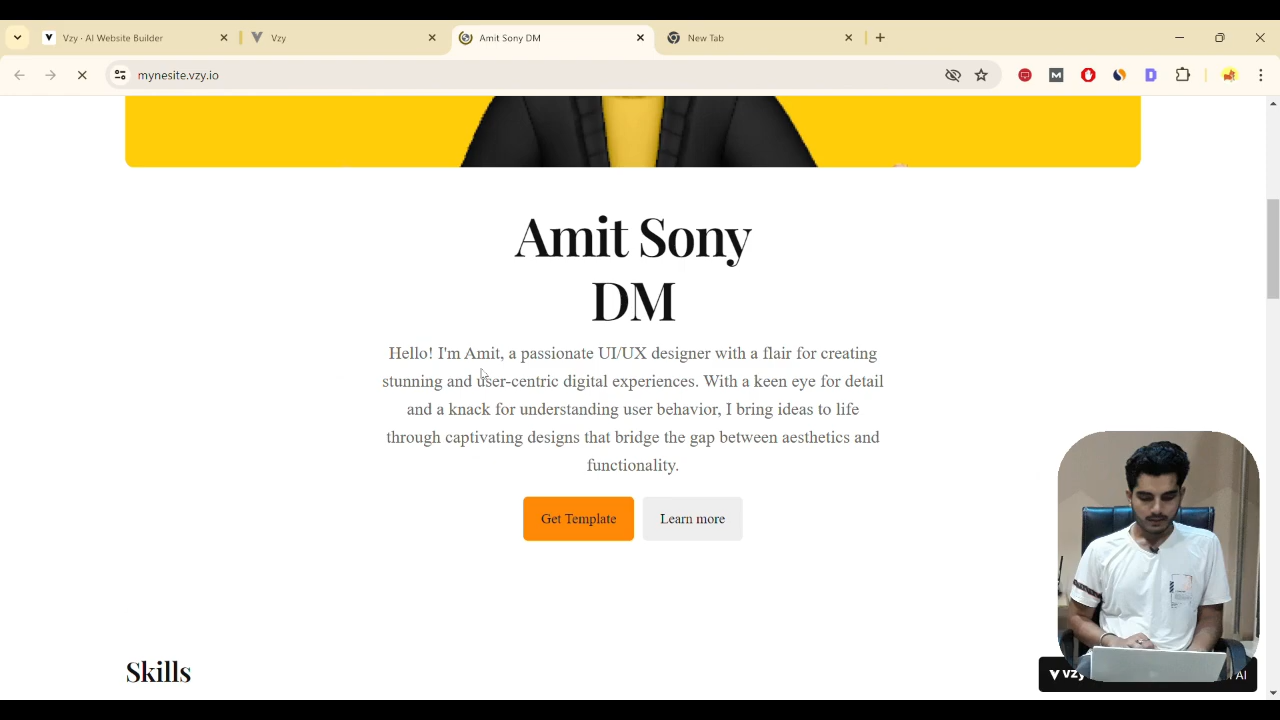 Vzy - AI Website Builder
Vzy
Amit Sony DM
New Tab
mynesite.vzy.io
Amit Sony
DM
Hello! I'm Amit, a passionate UI/UX designer with a flair for creating
stunning and user-centric digital experiences. With a keen eye for detail
and a knack for understanding user behavior, I bring ideas to life
through captivating designs that bridge the gap between aesthetics and
functionality.
Get Template
Learn more
Skills
vzy
AI